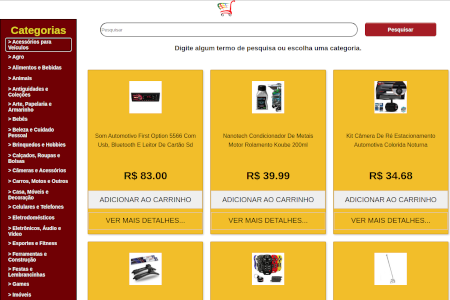 Pesquisar
Pesquisar
Digite algum termo de pesquisa ou escolha uma categoria.
Categorias
> Acessórios para
Veículos
> Agro
> Alimentos e Bebidas
> Animais
> Antiguidades e
Coleções
> Arte, Papelaria e
Armarinho
> Bebês
> Beleza e Cuidado
Pessoal
> Brinquedos e Hobbies
> Calçados, Roupas e
Bolsas
> Câmeras e Acessórios
> Carros, Motos e Outros
> Casa, Móveis e
Decoração
> Celulares e Telefones
> Eletrodomésticos
> Eletrônicos, Áudio e
Vídeo
> Esportes e Fitness
> Ferramentas e
Construção
> Festas e
Lembrancinhas
> Games
> Imóveis
Som Automotivo First Option 5566 Com
Usb, Bluetooth E Leitor De Cartão Sd
R$ 83.00
ADICIONAR AO CARRINHO
VER MAIS DETALHES...
Nanotech Condicionador De Metais
Motor Rolamento Koube 200ml
R$ 39.99
ADICIONAR AO CARRINHO
VER MAIS DETALHES...
Kit Câmera De Ré Estacionamento
Automotiva Colorida Noturna
R$ 34.68
ADICIONAR AO CARRINHO
VER MAIS DETALHES...